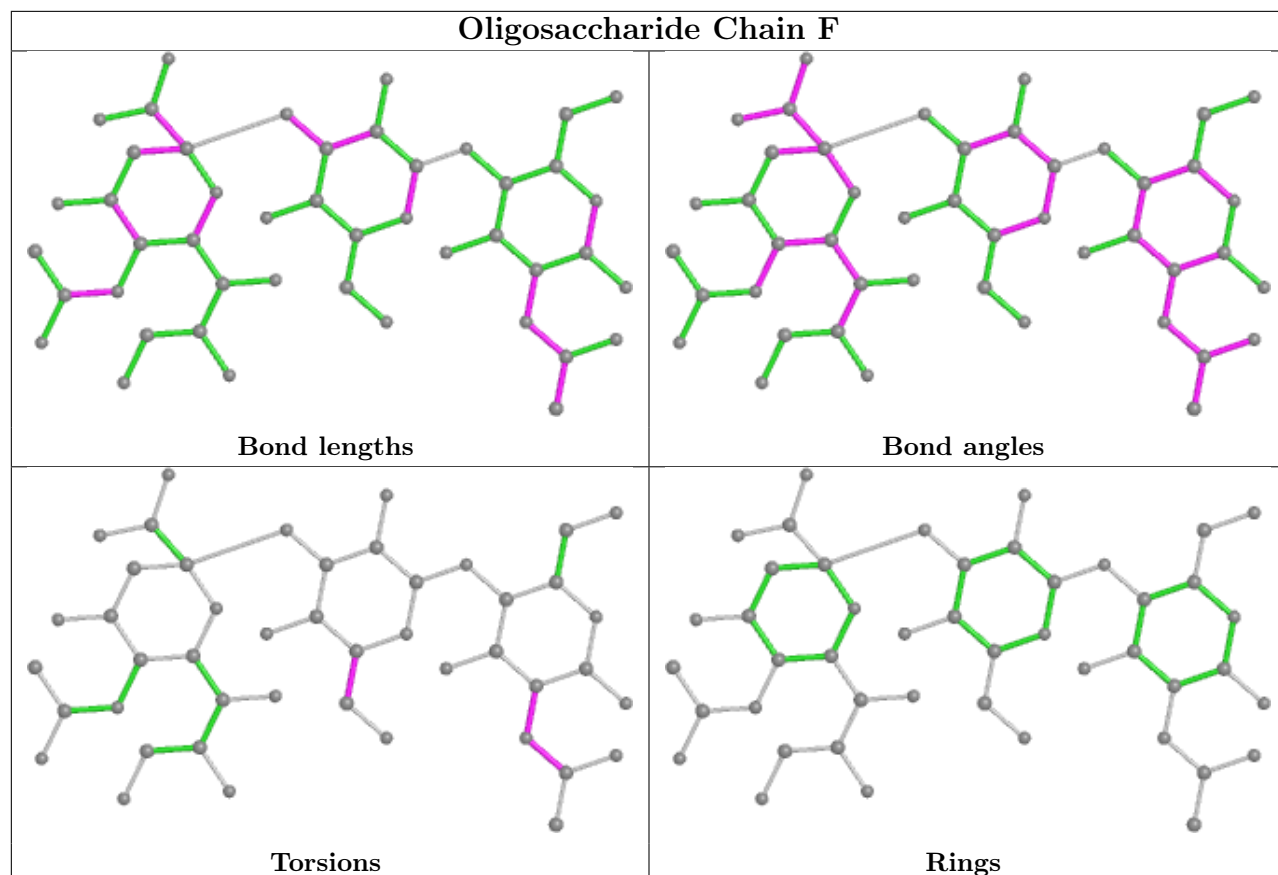 Oligosaccharide Chain F
Bond lengths
Bond angles
Torsions
Rings